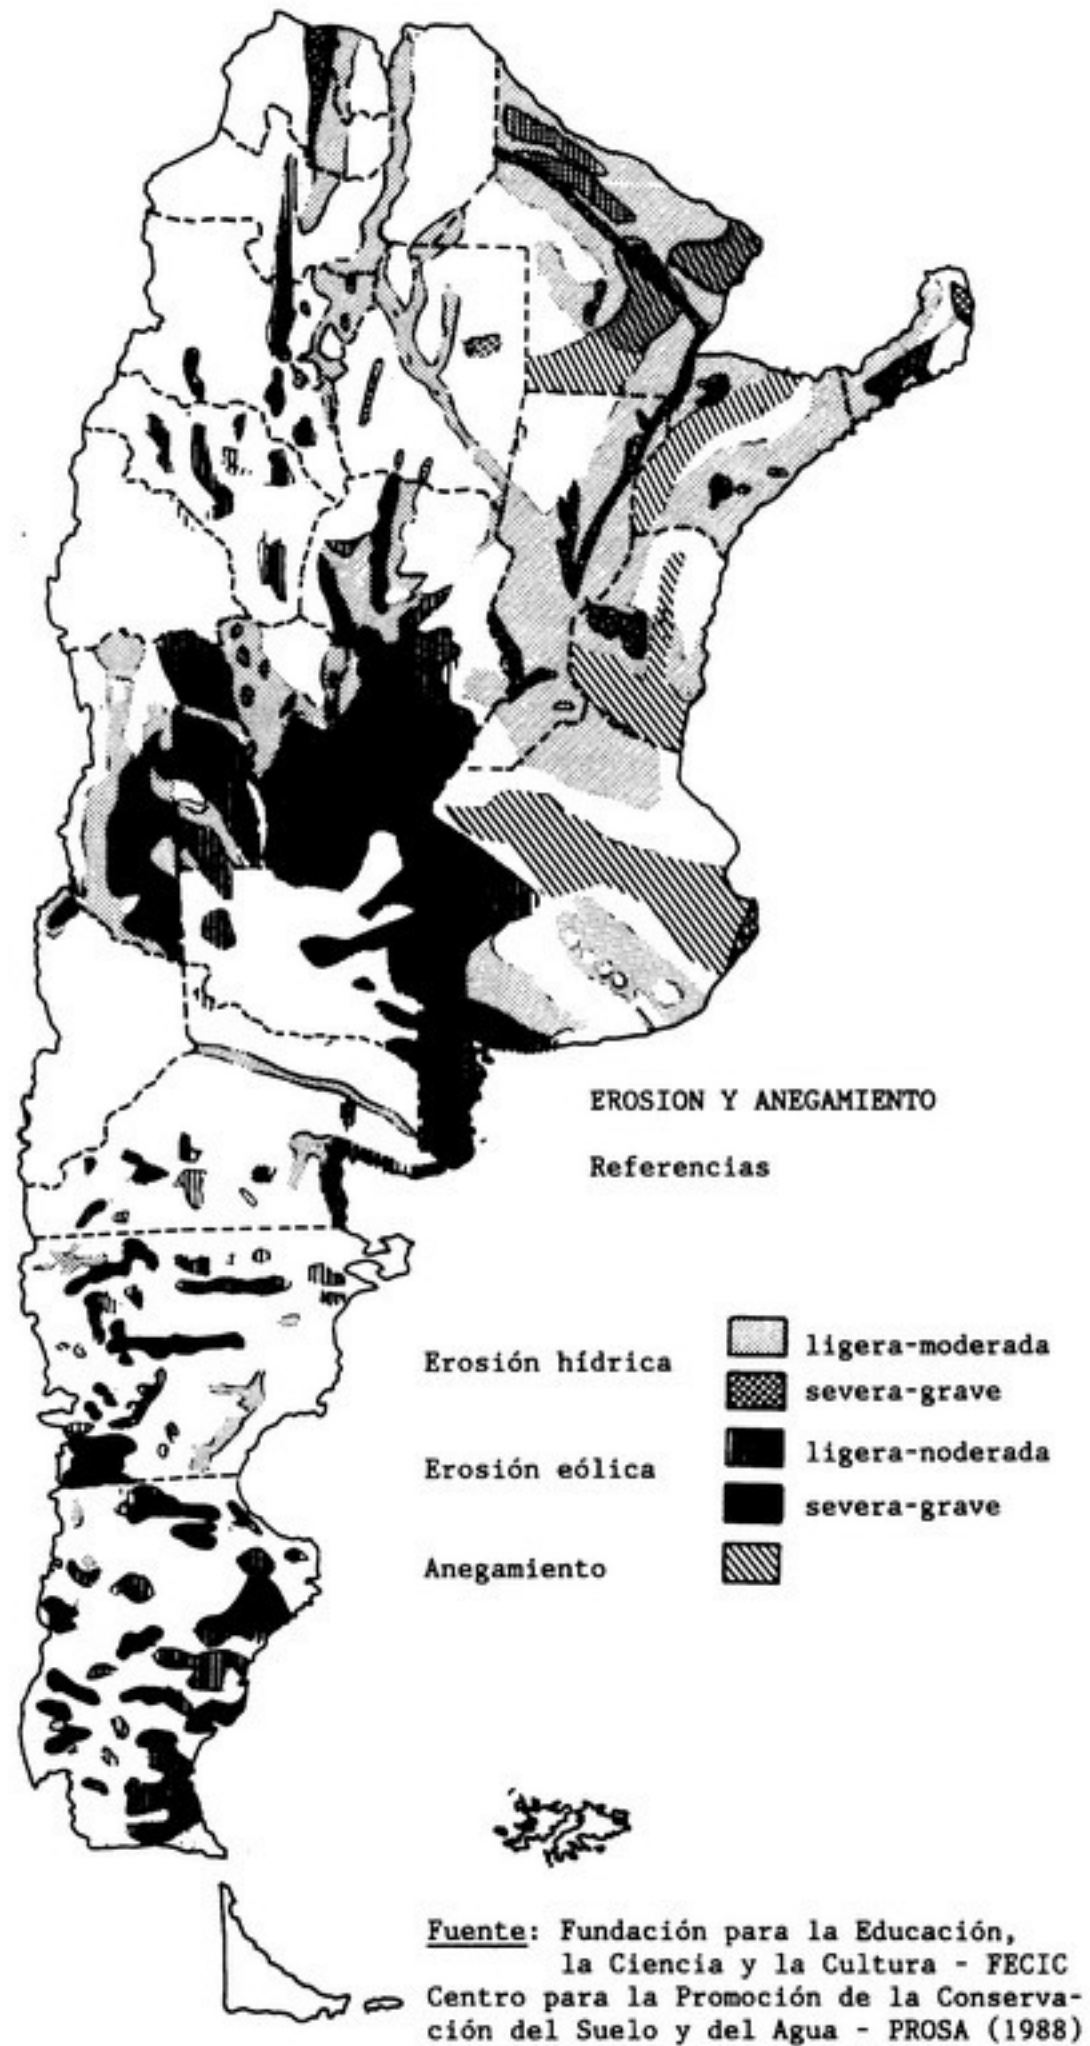 EROSION Y ANEGAMIENTO
Referencias
Erosión hídrica
ligera-moderada
severa-grave
Erosión eólica
ligera-noderada
severa-grave
Anegamiento
Fuente: Fundación para la Educación,
la Ciencia y la Cultura - FECIC
Centro para la Promoción de la Conserva-
ción del Suelo y del Agua - PROSA (1988)